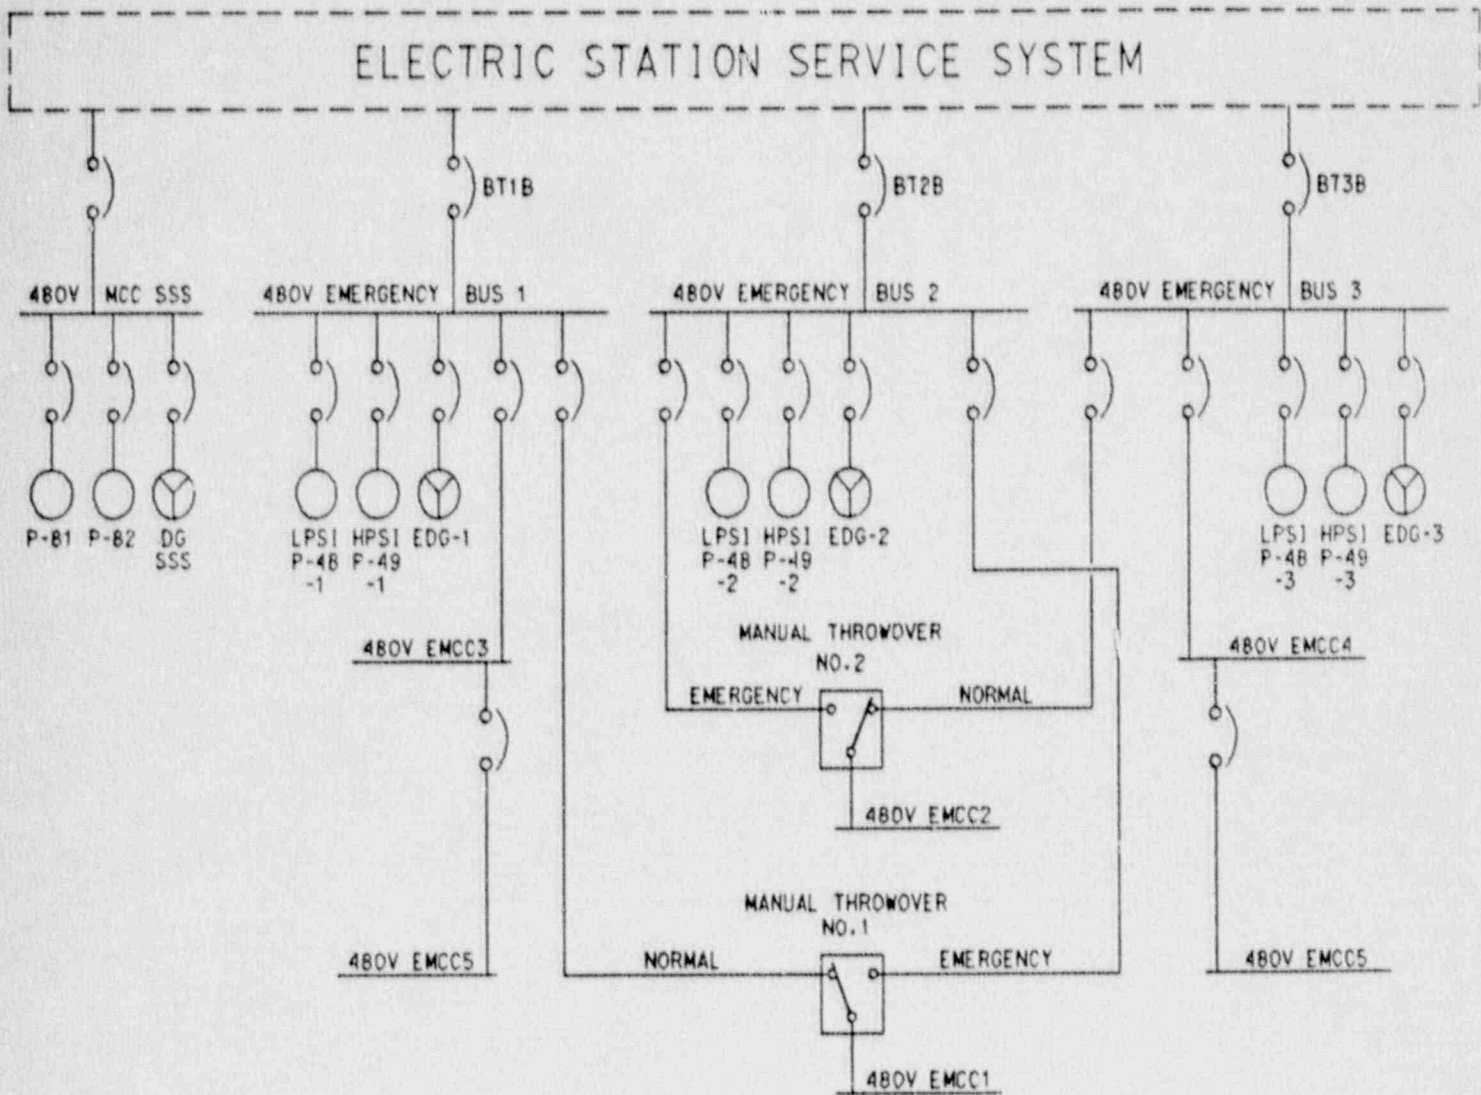 ELECTRIC STATION SERVICE SYSTEM
BT1B
BT2B
BT3B
480V MCC SSS
480V EMERGENCY BUS 1
480V EMERGENCY BUS 2
480V EMERGENCY BUS 3
P-81
P-82
DG
SSS
LPSI
P-48
-1
HPSI
P-49
-1
EDG-1
LPSI
P-48
-2
HPSI
P-49
-2
EDG-2
LPSI
P-48
-3
HPSI
P-49
-3
EDG-3
480V EMCC3
MANUAL THROWOVER
NO.2
480V EMCC4
EMERGENCY
NORMAL
480V EMCC2
MANUAL THROWOVER
NO.1
480V EMCC5
NORMAL
EMERGENCY
480V EMCC5
480V EMCC1